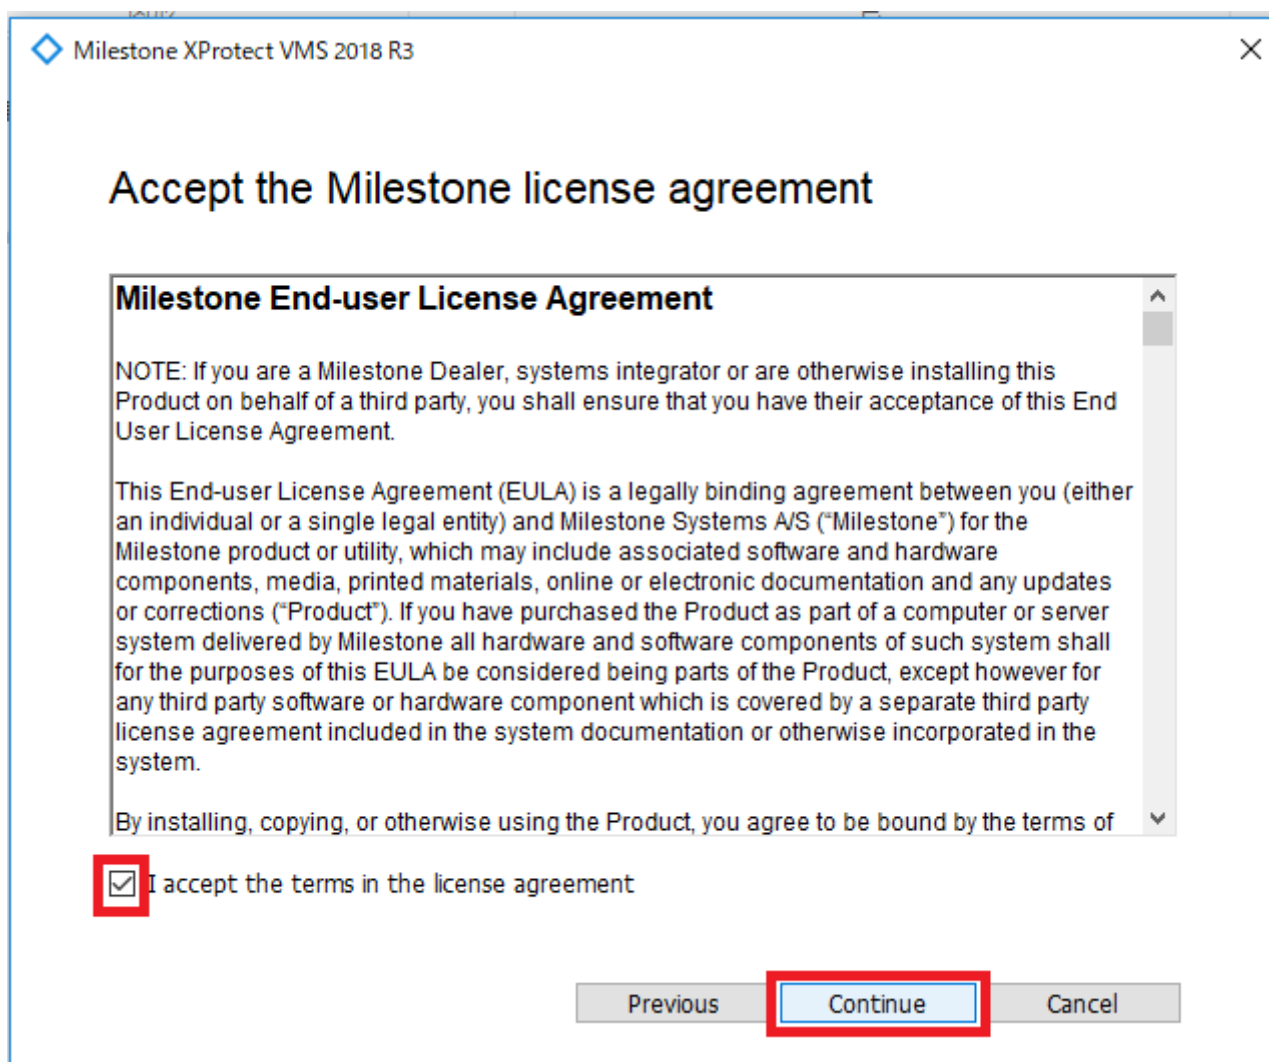 Milestone XProtect VMS 2018 R3
Accept the Milestone license agreement
Milestone End-user License Agreement
NOTE: If you are a Milestone Dealer, systems integrator or are otherwise installing this
Product on behalf of a third party, you shall ensure that you have their acceptance of this End
User License Agreement.
This End-user License Agreement (EULA) is a legally binding agreement between you (either
an individual or a single legal entity) and Milestone Systems A/S (“Milestone”) for the
Milestone product or utility, which may include associated software and hardware
components, media, printed materials, online or electronic documentation and any updates
or corrections (“Product”). If you have purchased the Product as part of a computer or server
system delivered by Milestone all hardware and software components of such system shall
for the purposes of this EULA be considered being parts of the Product, except however for
any third party software or hardware component which is covered by a separate third party
license agreement included in the system documentation or otherwise incorporated in the
system.
By installing, copying, or otherwise using the Product, you agree to be bound by the terms of
I accept the terms in the license agreement
Previous
Continue
Cancel